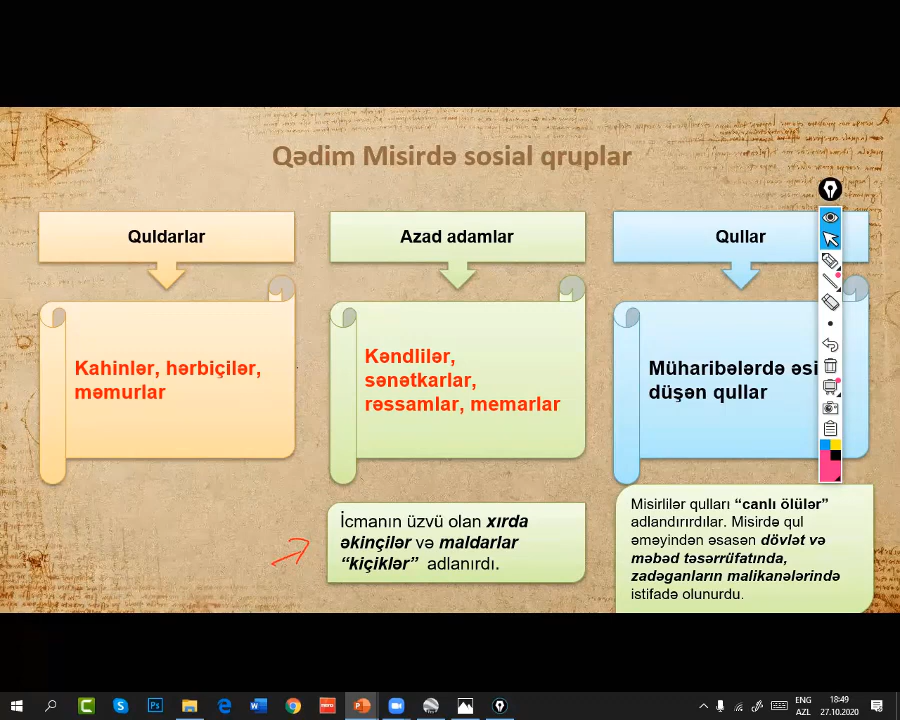 Qədim Misirdə sosial qruplar
Quldarlar
Azad adamlar
Qullar
Kahinlər, hərbiçilər,
məmurlar
Kəndlilər,
sənətkarlar,
rəssamlar, memarlar
Müharibələrdə əsi
düşən qullar
İcmanın üzvü olan xırda
əkinçilər və maldarlar
“kiçiklər” adlanırdı.
Misirlilər qulları “canlı ölülər”
adlandırırdılar. Misirdə qul
əməyindən əsasən dövlət və
məbəd təsərrüfatında,
zadəganların malikanələrində
istifadə olunurdu.
ENG
AZL
18:49
27.10.2020